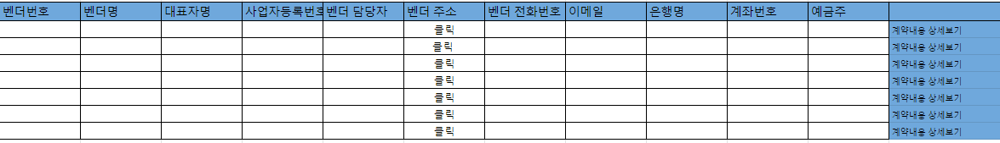 벤더번호 벤더명 대표자명 사업자등록번호 벤더 담당자 벤더 주소 벤더 전화번호 이메일 은행명 계좌번호 예금주
클릭 계약내용 상세보기
클릭 계약내용 상세보기
클릭 계약내용 상세보기
클릭 계약내용 상세보기
클릭 계약내용 상세보기
클릭 계약내용 상세보기
클릭 계약내용 상세보기